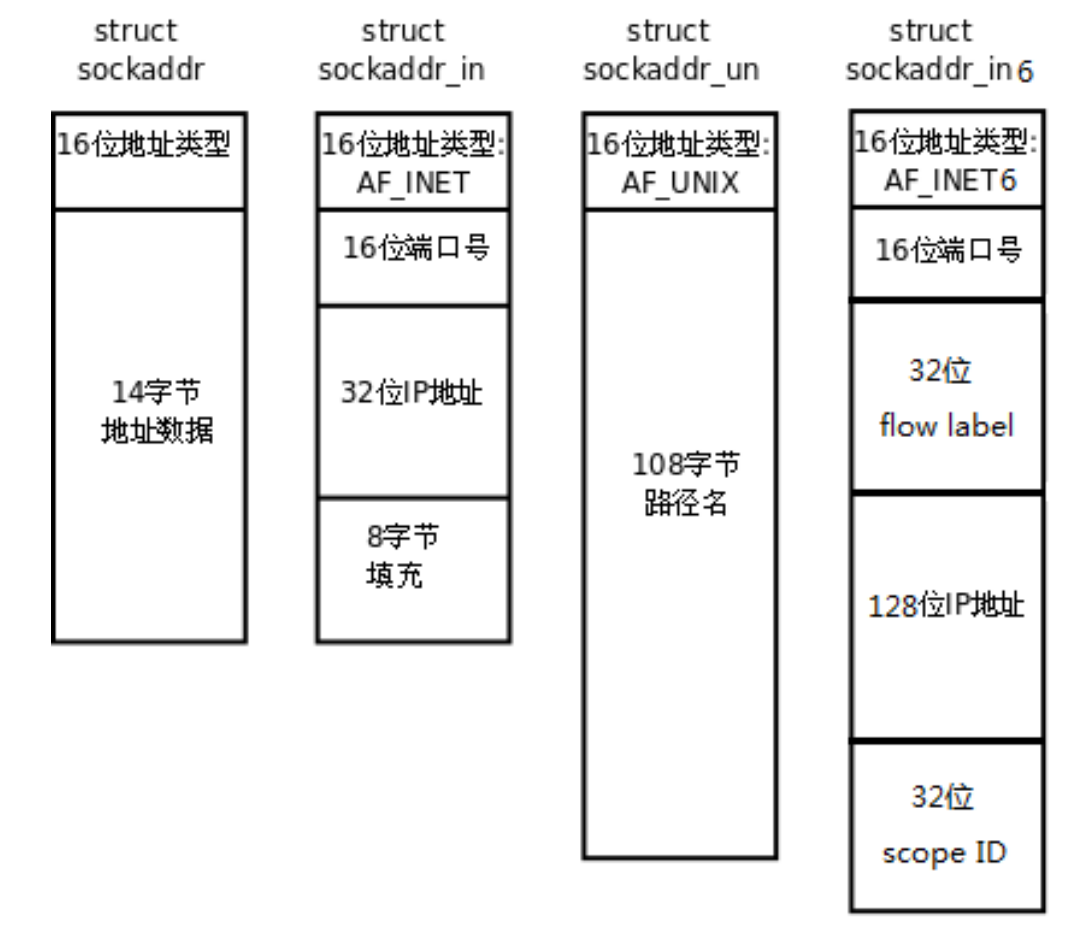 struct
sockaddr
16位地址类型
14字节
地址数据
struct
sockaddr_in
16位地址类型:
AF_INET
16位端口号
32位IP地址
8字节
填充
struct
sockaddr_un
16位地址类型:
AF_UNIX
108字节
路径名
struct
sockaddr_in6
16位地址类型:
AF_INET6
16位端口号
32位
flow label
128位IP地址
32位
scope ID